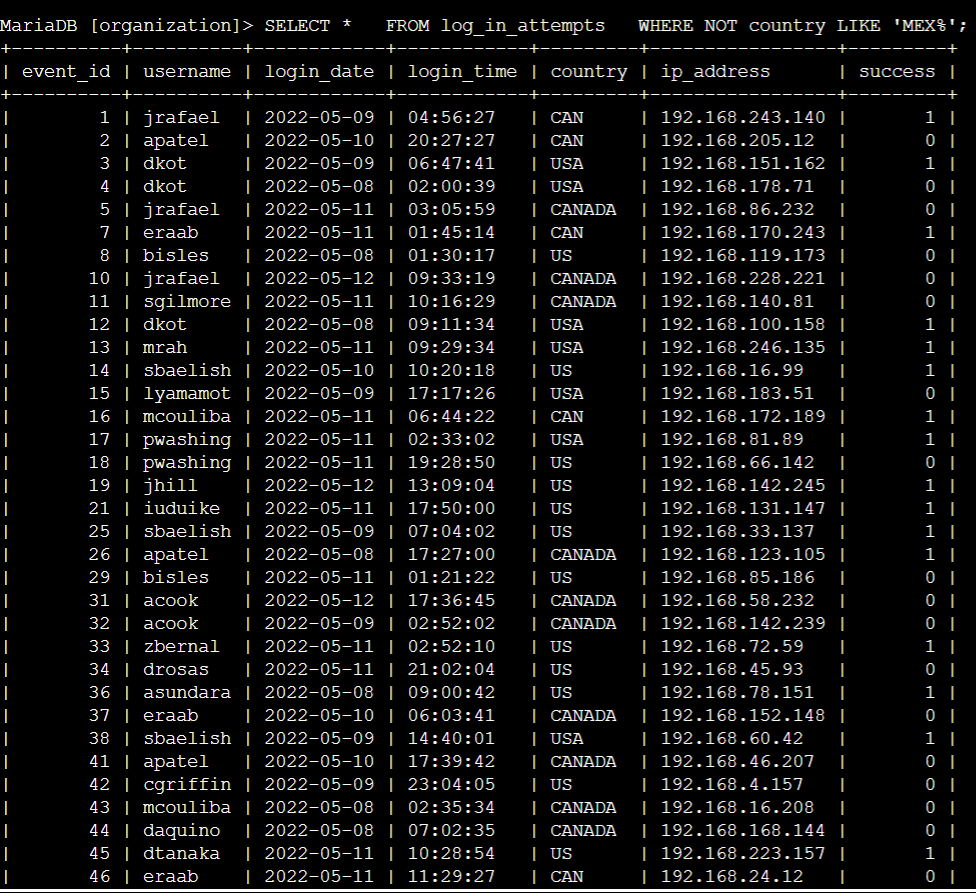 MariaDB [organization]> SELECT *   FROM log_in_attempts   WHERE NOT country LIKE 'MEX%';
+----------+----------+------------+------------+---------+-----------------+---------+
| event_id | username | login_date | login_time | country | ip_address      | success |
+----------+----------+------------+------------+---------+-----------------+---------+
|        1 | jrafael  | 2022-05-09 | 04:56:27   | CAN     | 192.168.243.140 |       1 |
|        2 | apatel   | 2022-05-10 | 20:27:27   | CAN     | 192.168.205.12  |       0 |
|        3 | dkot     | 2022-05-09 | 06:47:41   | USA     | 192.168.151.162 |       1 |
|        4 | dkot     | 2022-05-08 | 02:00:39   | USA     | 192.168.178.71  |       0 |
|        5 | jrafael  | 2022-05-11 | 03:05:59   | CANADA  | 192.168.86.232  |       0 |
|        7 | eraab    | 2022-05-11 | 01:45:14   | CAN     | 192.168.170.243 |       1 |
|        8 | bisles   | 2022-05-08 | 01:30:17   | US      | 192.168.119.173 |       0 |
|       10 | jrafael  | 2022-05-12 | 09:33:19   | CANADA  | 192.168.228.221 |       0 |
|       11 | sgilmore | 2022-05-11 | 10:16:29   | CANADA  | 192.168.140.81  |       0 |
|       12 | dkot     | 2022-05-08 | 09:11:34   | USA     | 192.168.100.158 |       1 |
|       13 | mrah     | 2022-05-11 | 09:29:34   | USA     | 192.168.246.135 |       1 |
|       14 | sbaelish | 2022-05-10 | 10:20:18   | US      | 192.168.16.99   |       1 |
|       15 | lyamamot | 2022-05-09 | 17:17:26   | USA     | 192.168.183.51  |       0 |
|       16 | mcouliba | 2022-05-11 | 06:44:22   | CAN     | 192.168.172.189 |       1 |
|       17 | pwashing | 2022-05-11 | 02:33:02   | USA     | 192.168.81.89   |       1 |
|       18 | pwashing | 2022-05-11 | 19:28:50   | US      | 192.168.66.142  |       0 |
|       19 | jhill    | 2022-05-12 | 13:09:04   | US      | 192.168.142.245 |       1 |
|       21 | iuduike  | 2022-05-11 | 17:50:00   | US      | 192.168.131.147 |       1 |
|       25 | sbaelish | 2022-05-09 | 07:04:02   | US      | 192.168.33.137  |       1 |
|       26 | apatel   | 2022-05-08 | 17:27:00   | CANADA  | 192.168.123.105 |       1 |
|       29 | bisles   | 2022-05-11 | 01:21:22   | US      | 192.168.85.186  |       0 |
|       31 | acook    | 2022-05-12 | 17:36:45   | CANADA  | 192.168.58.232  |       0 |
|       32 | acook    | 2022-05-09 | 02:52:02   | CANADA  | 192.168.142.239 |       0 |
|       33 | zbernal  | 2022-05-11 | 02:52:10   | US      | 192.168.72.59   |       1 |
|       34 | drosas   | 2022-05-11 | 21:02:04   | US      | 192.168.45.93   |       0 |
|       36 | asundara | 2022-05-08 | 09:00:42   | US      | 192.168.78.151  |       1 |
|       37 | eraab    | 2022-05-10 | 06:03:41   | CANADA  | 192.168.152.148 |       0 |
|       38 | sbaelish | 2022-05-09 | 14:40:01   | USA     | 192.168.60.42   |       1 |
|       41 | apatel   | 2022-05-10 | 17:39:42   | CANADA  | 192.168.46.207  |       0 |
|       42 | cgriffin | 2022-05-09 | 23:04:05   | US      | 192.168.4.157   |       0 |
|       43 | mcouliba | 2022-05-08 | 02:35:34   | CANADA  | 192.168.16.208  |       0 |
|       44 | daquino  | 2022-05-08 | 07:02:35   | CANADA  | 192.168.168.144 |       0 |
|       45 | dtanaka  | 2022-05-11 | 10:28:54   | US      | 192.168.223.157 |       1 |
|       46 | eraab    | 2022-05-11 | 11:29:27   | CAN     | 192.168.24.12   |       0 |